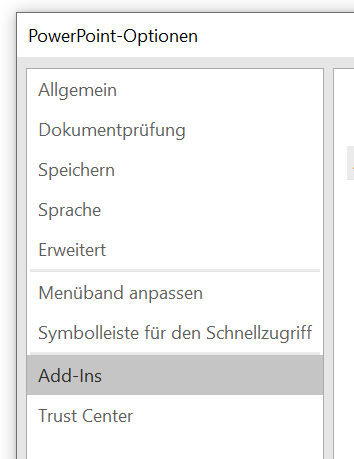 PowerPoint-Optionen
Allgemein
Dokumentprüfung
Speichern
Sprache
Erweitert
Menüband anpassen
Symbolleiste für den Schnellzugriff
Add-Ins
Trust Center